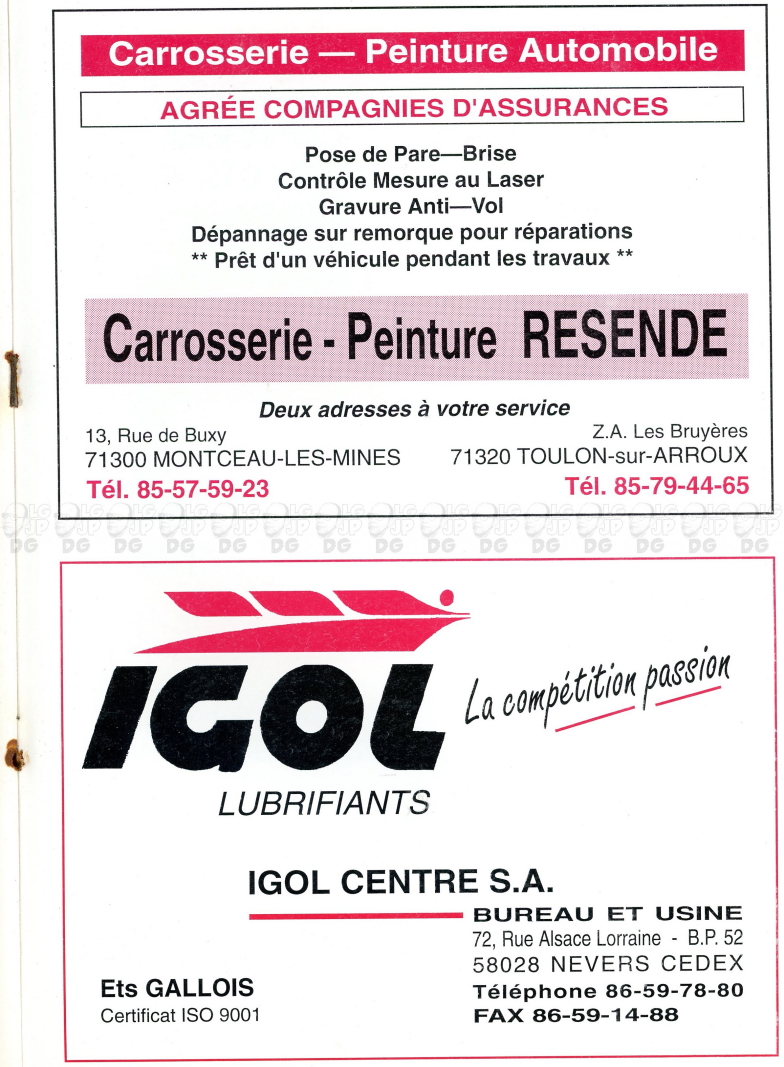 Carrosserie — Peinture Automobile
AGRÉE COMPAGNIES D'ASSURANCES
Pose de Pare—Brise
Contrôle Mesure au Laser
Gravure Anti—Vol
Dépannage sur remorque pour réparations
** Prêt d'un véhicule pendant les travaux **
Carrosserie - Peinture RESENDE
Deux adresses à votre service
13, Rue de Buxy
71300 MONTCEAU-LES-MINES
Tél. 85-57-59-23
Z.A. Les Bruyères
71320 TOULON-sur-ARROUX
Tél. 85-79-44-65
IGOL
La compétition passion
LUBRIFIANTS
IGOL CENTRE S.A.
BUREAU ET USINE
72, Rue Alsace Lorraine - B.P. 52
58028 NEVERS CEDEX
Téléphone 86-59-78-80
FAX 86-59-14-88
Ets GALLOIS
Certificat ISO 9001